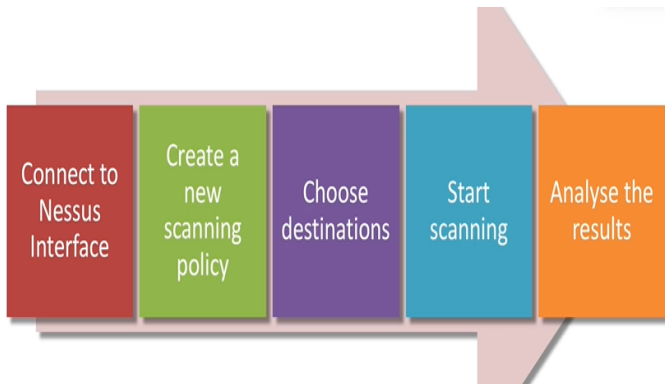 Connect to
Nessus
Interface
Create a
new
scanning
policy
Choose
destinations
Start
scanning
Analyse the
results